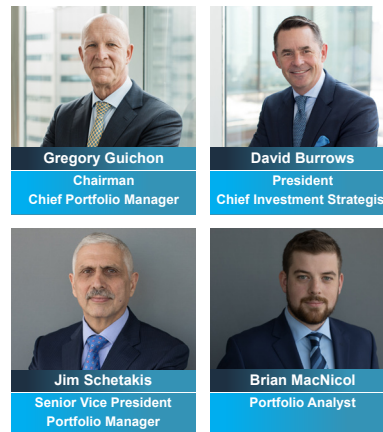 Gregory Guichon
Chairman
Chief Portfolio Manager
David Burrows
President
Chief Investment Strategis
Jim Schetakis
Senior Vice President
Portfolio Manager
Brian MacNicol
Portfolio Analyst